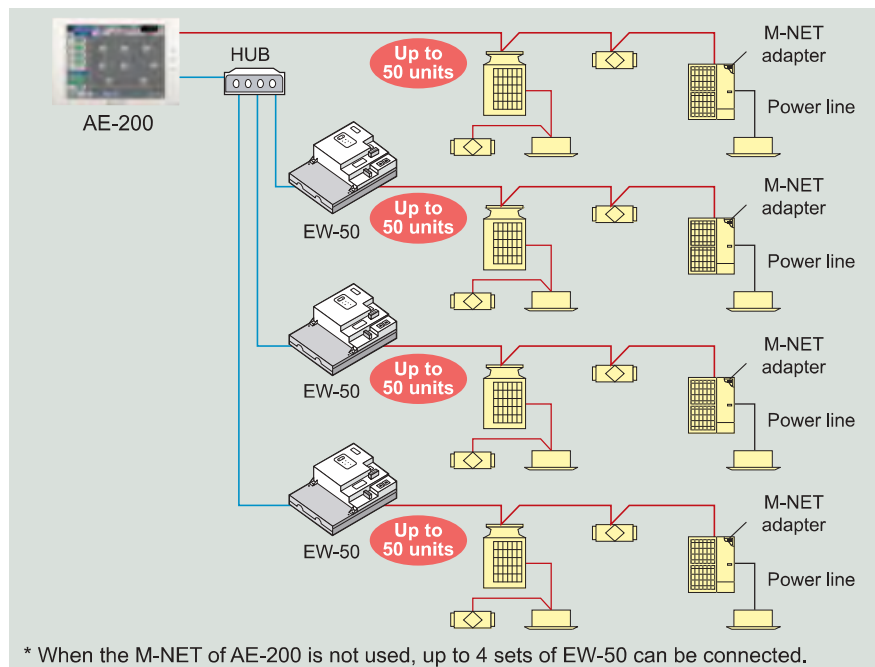 AE-200
HUB
Up to
50 units
M-NET
adapter
Power line
EW-50
Up to
50 units
M-NET
adapter
Power line
EW-50
Up to
50 units
M-NET
adapter
Power line
EW-50
Up to
50 units
M-NET
adapter
Power line
* When the M-NET of AE-200 is not used, up to 4 sets of EW-50 can be connected.